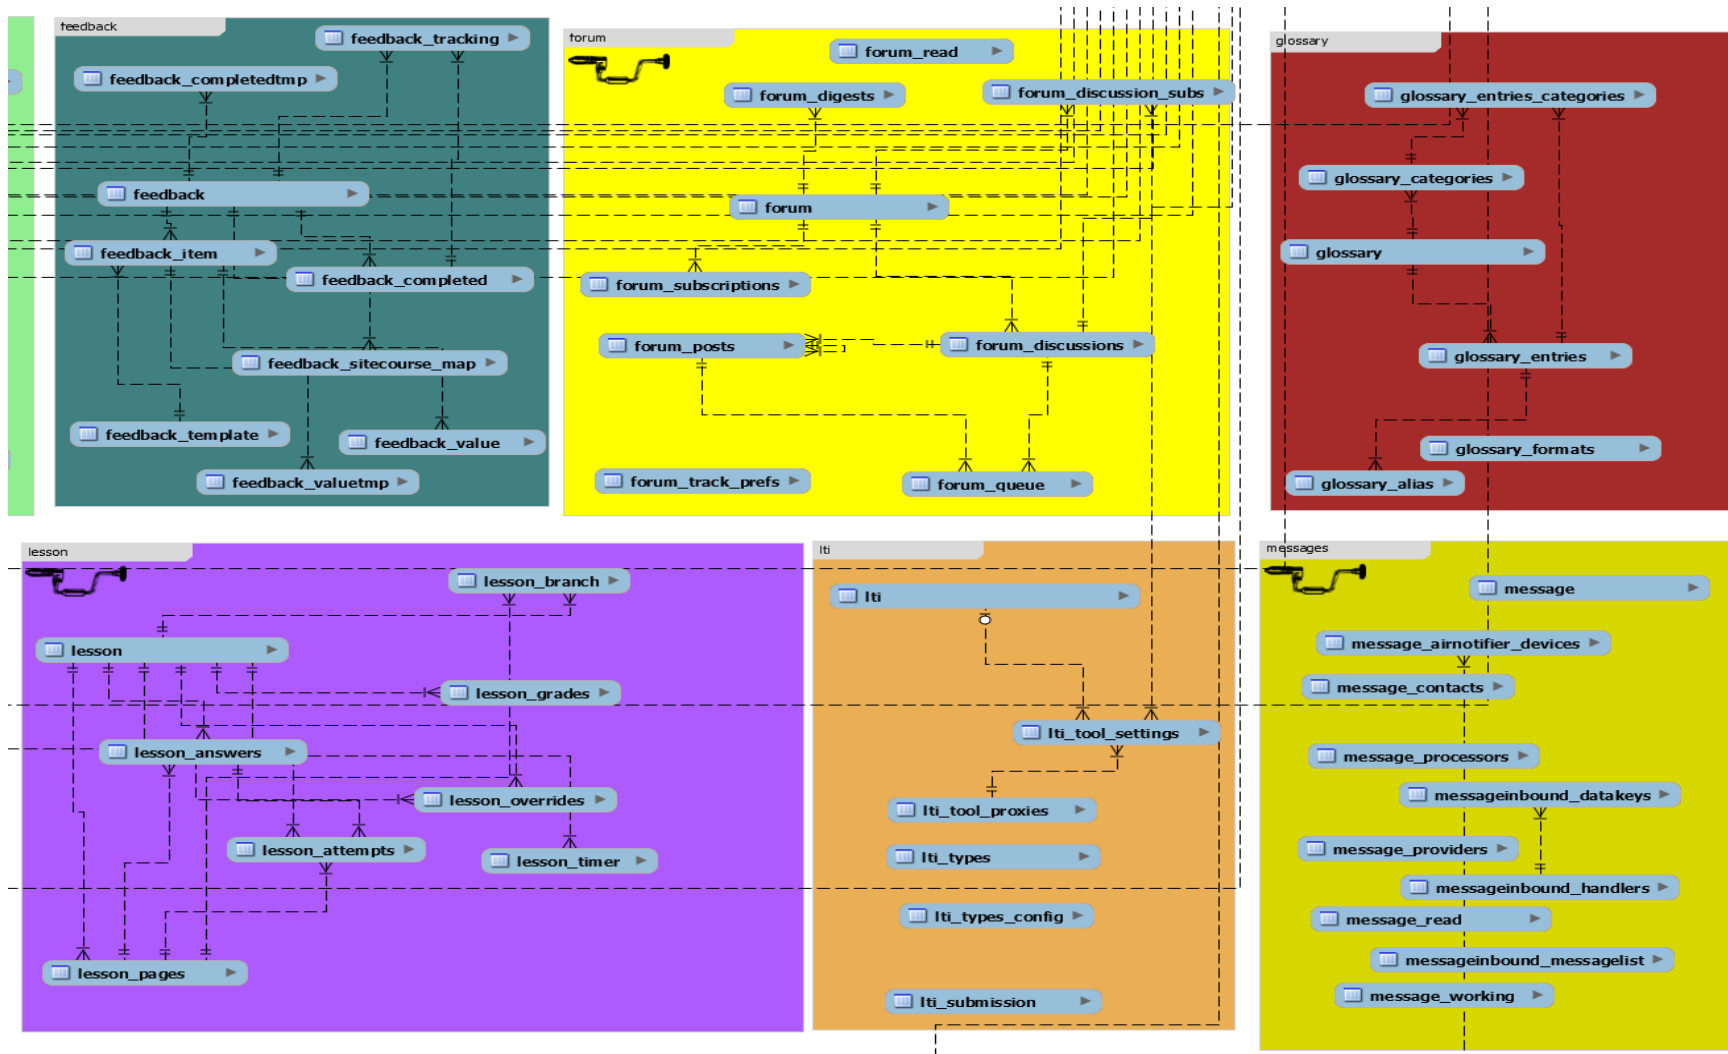 feedback
feedback_tracking
feedback_completedtmp
feedback
feedback_item
feedback_completed
feedback_sitecourse_map
feedback_template
feedback_value
feedback_valuetmp
forum
forum_read
forum_digests
forum_discussion_subs
forum
forum_subscriptions
forum_posts
forum_discussions
forum_track_prefs
forum_queue
glossary
glossary_entries_categories
glossary_categories
glossary
glossary_entries
glossary_formats
glossary_alias
lesson
lesson_branch
lesson
lesson_grades
lesson_answers
lesson_overrides
lesson_attempts
lesson_timer
lesson_pages
lti
lti
lti_tool_settings
lti_tool_proxies
lti_types
lti_types_config
lti_submission
messages
message
message_airnotifier_devices
message_contacts
message_processors
messageinbound_datakeys
message_providers
messageinbound_handlers
message_read
messageinbound_messagelist
message_working